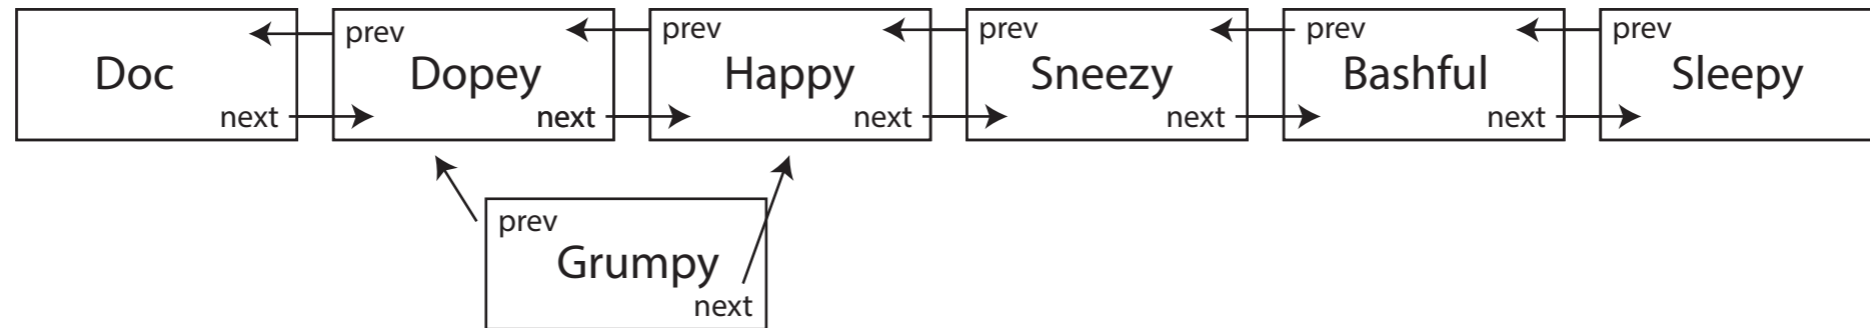 prev prev prev prev prev
Doc Dopey Happy Sneezy Bashful Sleepy
next next next next next
prev
Grumpy
next